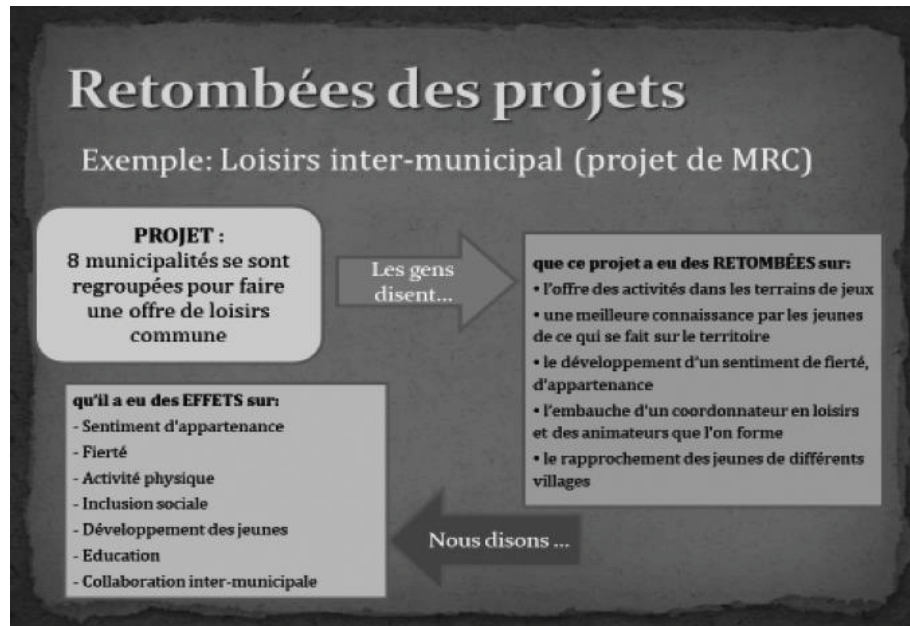 Retombées des projets
Exemple: Loisirs inter-municipal (projet de MRC)
PROJET :
8 municipalités se sont
regroupées pour faire
une offre de loisirs
commune
Les gens
disent...
que ce projet a eu des RETOMBÉES sur:
• l'offre des activités dans les terrains de jeux
• une meilleure connaissance par les jeunes
de ce qui se fait sur le territoire
• le développement d'un sentiment de fierté,
d'appartenance
• l'embauche d'un coordonnateur en loisirs
et des animateurs que l'on forme
• le rapprochement des jeunes de différents
villages
Nous disons ...
qu'il a eu des EFFETS sur:
- Sentiment d'appartenance
- Fierté
- Activité physique
- Inclusion sociale
- Développement des jeunes
- Education
- Collaboration inter-municipale